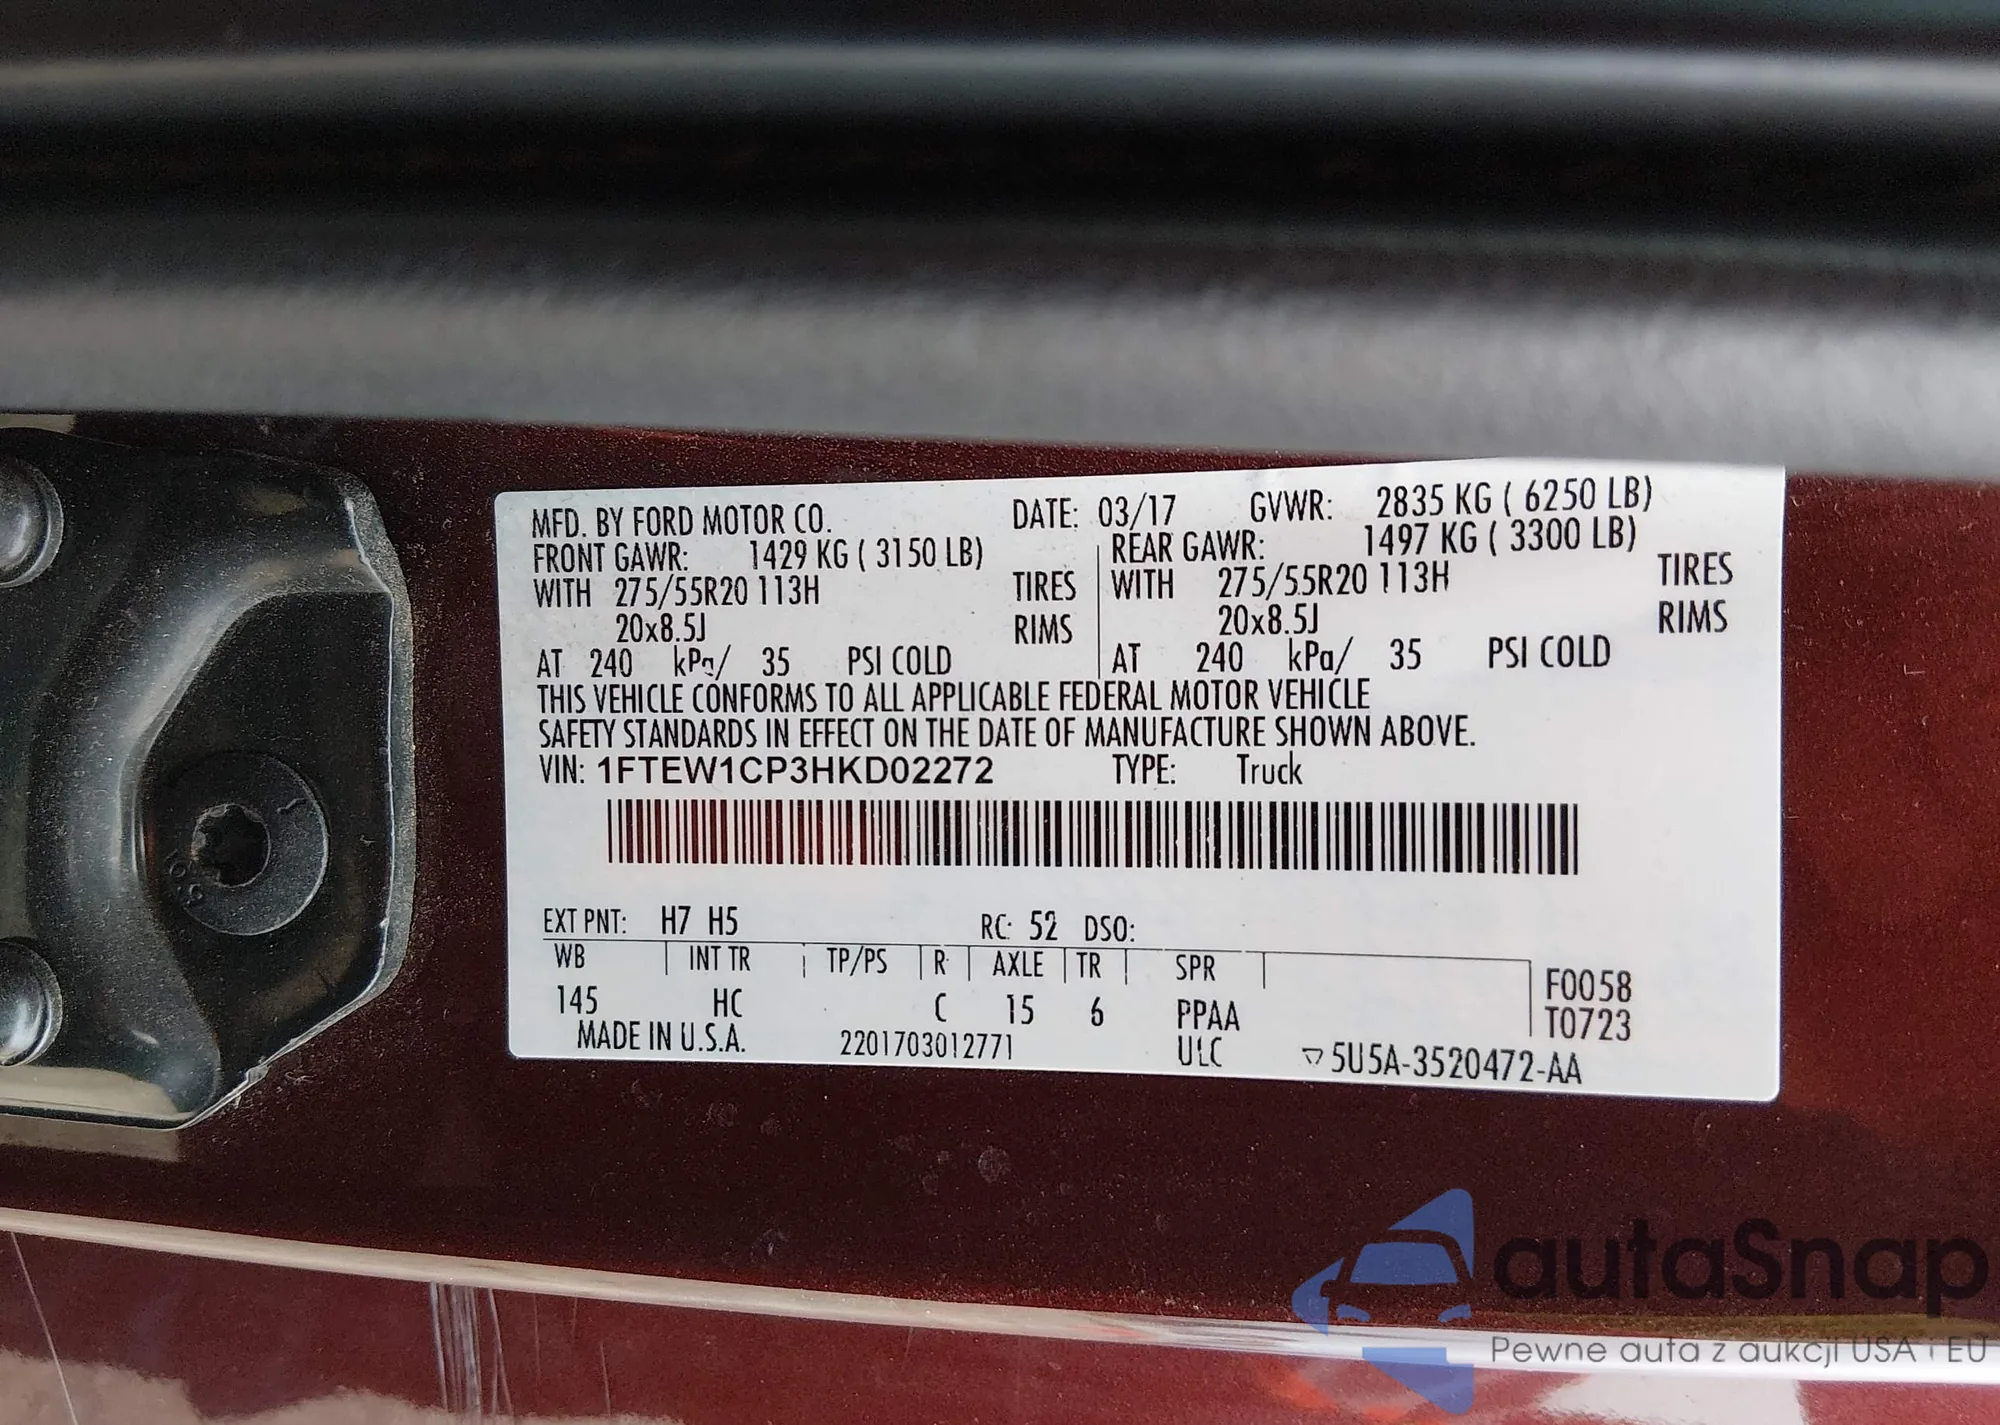 MFD. BY FORD MOTOR CO. DATE: 03/17 GVWR: 2835 KG ( 6250 LB)
FRONT GAWR: 1429 KG ( 3150 LB) REAR GAWR: 1497 KG ( 3300 LB)
WITH 275/55R20 113H TIRES WITH 275/55R20 113H TIRES
20x8.5J RIMS 20x8.5J RIMS
AT 240 kPa/ 35 PSI COLD AT 240 kPa/ 35 PSI COLD
THIS VEHICLE CONFORMS TO ALL APPLICABLE FEDERAL MOTOR VEHICLE
SAFETY STANDARDS IN EFFECT ON THE DATE OF MANUFACTURE SHOWN ABOVE.
VIN: 1FTEW1CP3HKD02272 TYPE: Truck
EXT PNT: H7 H5 RC: 52 DSO:
WB INT TR TP/PS R AXLE TR SPR F0058
145 HC C 15 6 PPAA T0723
MADE IN U.S.A. 2201703012771 ULC ▽5U5A-3520472-AA
autaSnap
Pewne auta z aukcji USA i EU